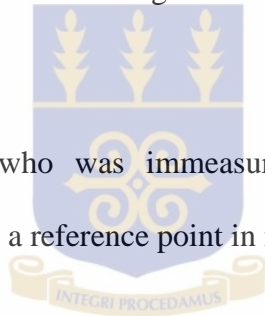 who was immeasur
a reference point in
INTEGRI PROCEDAMUS